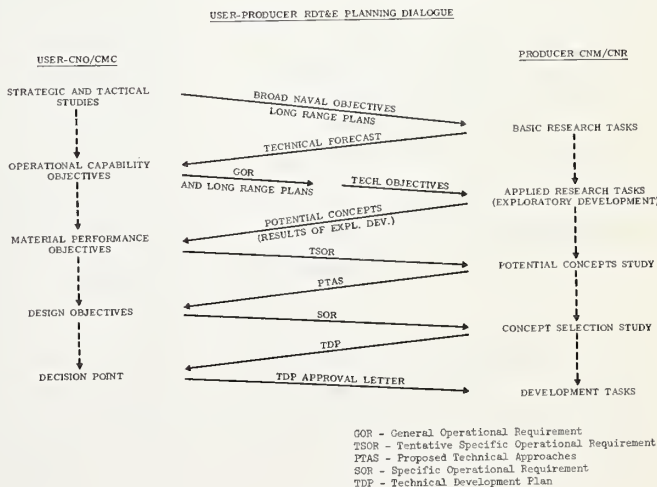 USER-PRODUCER RDT&E PLANNING DIALOGUE
USER-CNO/CMC
PRODUCER CNM/CNR
STRATEGIC AND TACTICAL
STUDIES
BROAD NAVAL OBJECTIVES
LONG RANGE PLANS
BASIC RESEARCH TASKS
TECHNICAL FORECAST
OPERATIONAL CAPABILITY
OBJECTIVES
GOR
AND LONG RANGE PLANS
TECH. OBJECTIVES
APPLIED RESEARCH TASKS
(EXPLORATORY DEVELOPMENT)
POTENTIAL CONCEPTS
(RESULTS OF EXPL. DEV.)
MATERIAL PERFORMANCE
OBJECTIVES
TSOR
POTENTIAL CONCEPTS STUDY
PTAS
DESIGN OBJECTIVES
SOR
CONCEPT SELECTION STUDY
TDP
DECISION POINT
TDP APPROVAL LETTER
DEVELOPMENT TASKS
GOR - General Operational Requirement
TSOR - Tentative Specific Operational Requirement
PTAS - Proposed Technical Approaches
SOR - Specific Operational Requirement
TDP - Technical Development Plan